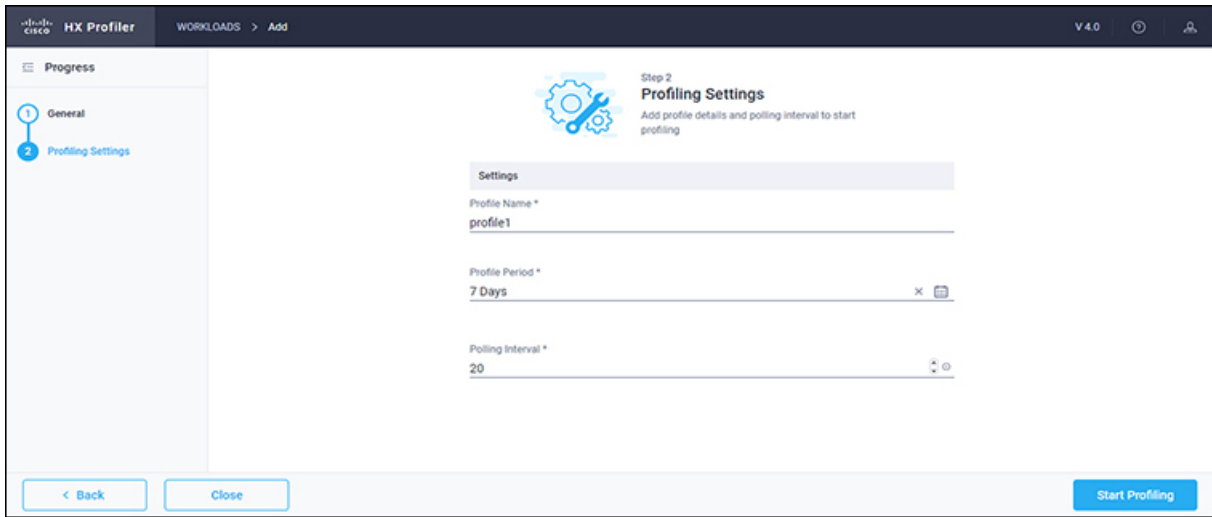 cisco HX Profiler WORKLOADS > Add V 4.0
Progress
1 General
2 Profiling Settings
Step 2
Profiling Settings
Add profile details and polling interval to start
profiling
Settings
Profile Name *
profile1
Profile Period *
7 Days
Polling Interval *
20
< Back Close Start Profiling